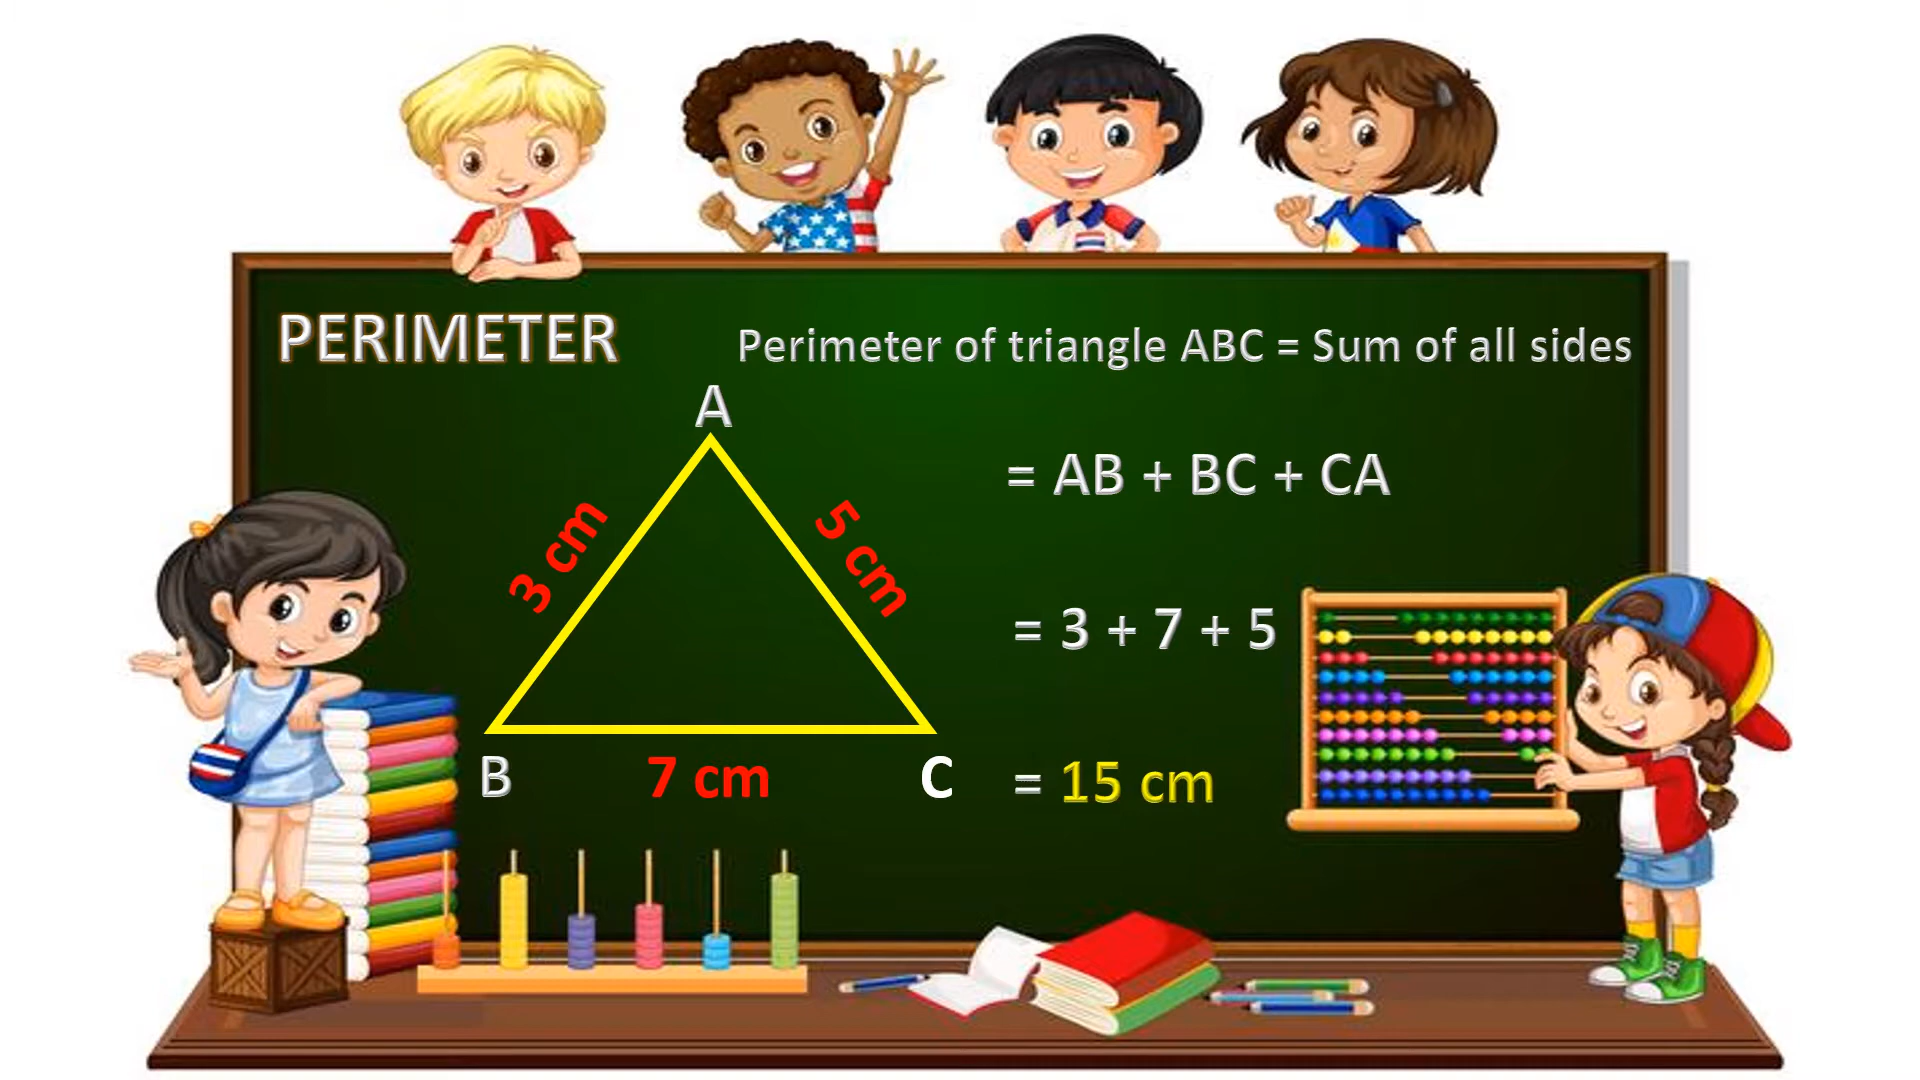 PERIMETER
Perimeter of triangle ABC = Sum of all sides
A
= AB + BC + CA
3 cm
5 cm
= 3 + 7 + 5
B
7 cm
C
= 15 cm